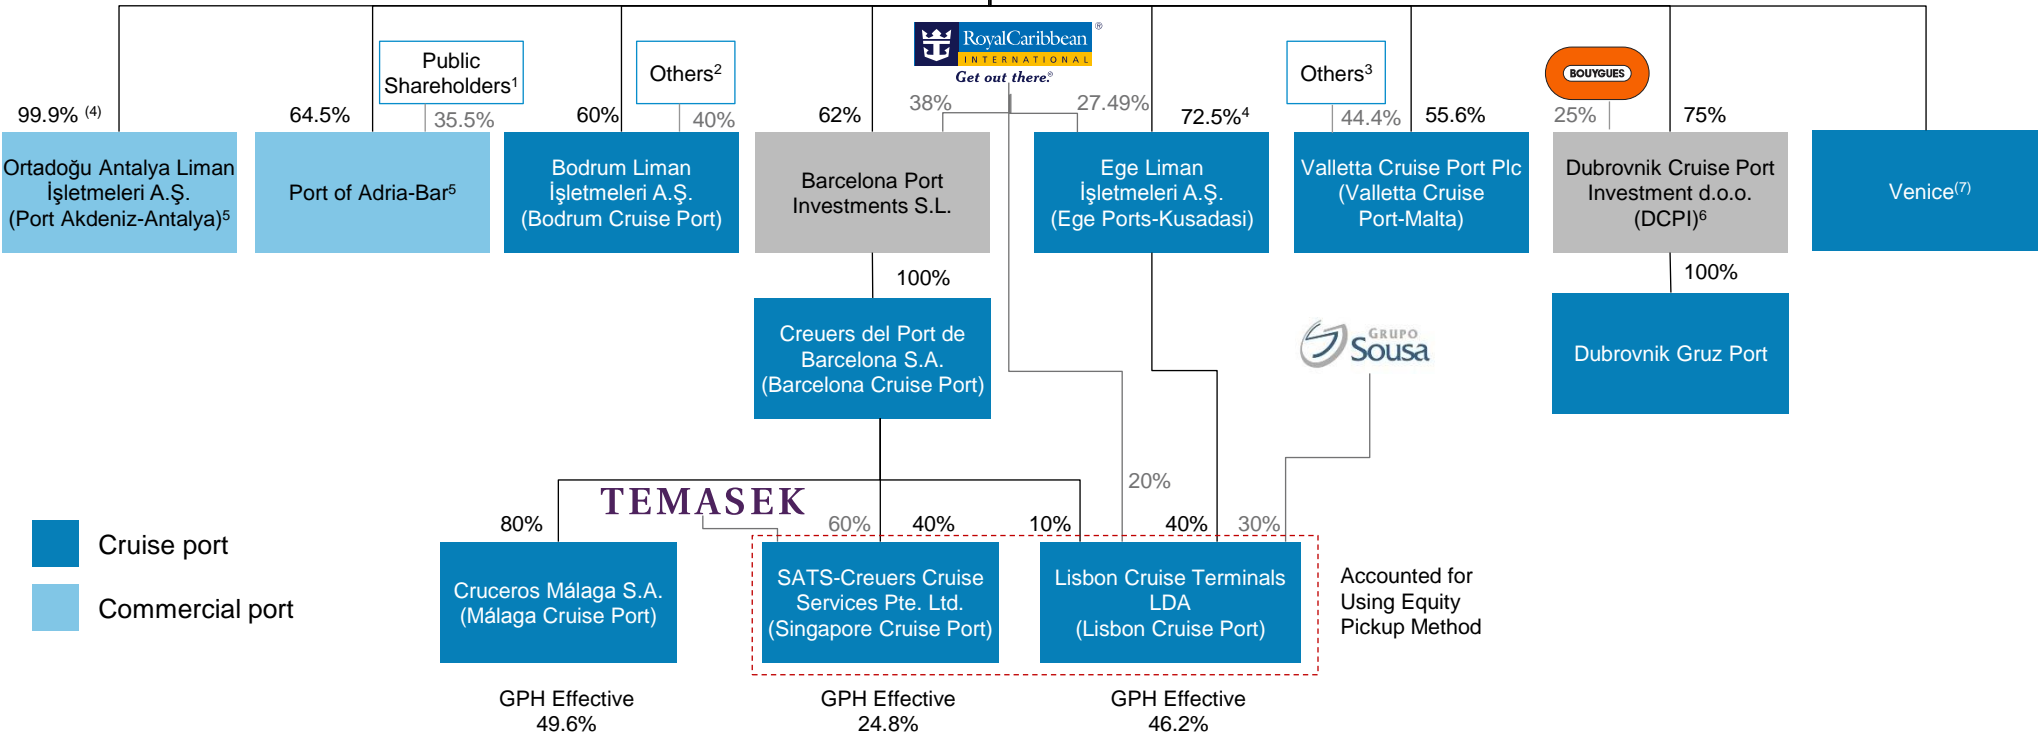 RoyalCaribbean®
INTERNATIONAL
Get out there.®
Public
Shareholders¹
Others²
Others³
BOUYGUES
99.9% (4)
64.5%
35.5%
60%
40%
62%
38%
27.49%
72.5%⁴
44.4%
55.6%
25%
75%
Ortadoğu Antalya Liman
İşletmeleri A.Ş.
(Port Akdeniz-Antalya)⁵
Port of Adria-Bar⁵
Bodrum Liman
İşletmeleri A.Ş.
(Bodrum Cruise Port)
Barcelona Port
Investments S.L.
Ege Liman
İşletmeleri A.Ş.
(Ege Ports-Kusadasi)
Valletta Cruise Port Plc
(Valletta Cruise
Port-Malta)
Dubrovnik Cruise Port
Investment d.o.o.
(DCPI)⁶
Venice⁽⁷⁾
100%
100%
Creuers del Port de
Barcelona S.A.
(Barcelona Cruise Port)
GRUPO
Sousa
Dubrovnik Gruz Port
20%
TEMASEK
80%
60%
40%
10%
40%
30%
Cruise port
Commercial port
Cruceros Málaga S.A.
(Málaga Cruise Port)
SATS-Creuers Cruise
Services Pte. Ltd.
(Singapore Cruise Port)
Lisbon Cruise Terminals
LDA
(Lisbon Cruise Port)
Accounted for
Using Equity
Pickup Method
GPH Effective
49.6%
GPH Effective
24.8%
GPH Effective
46.2%